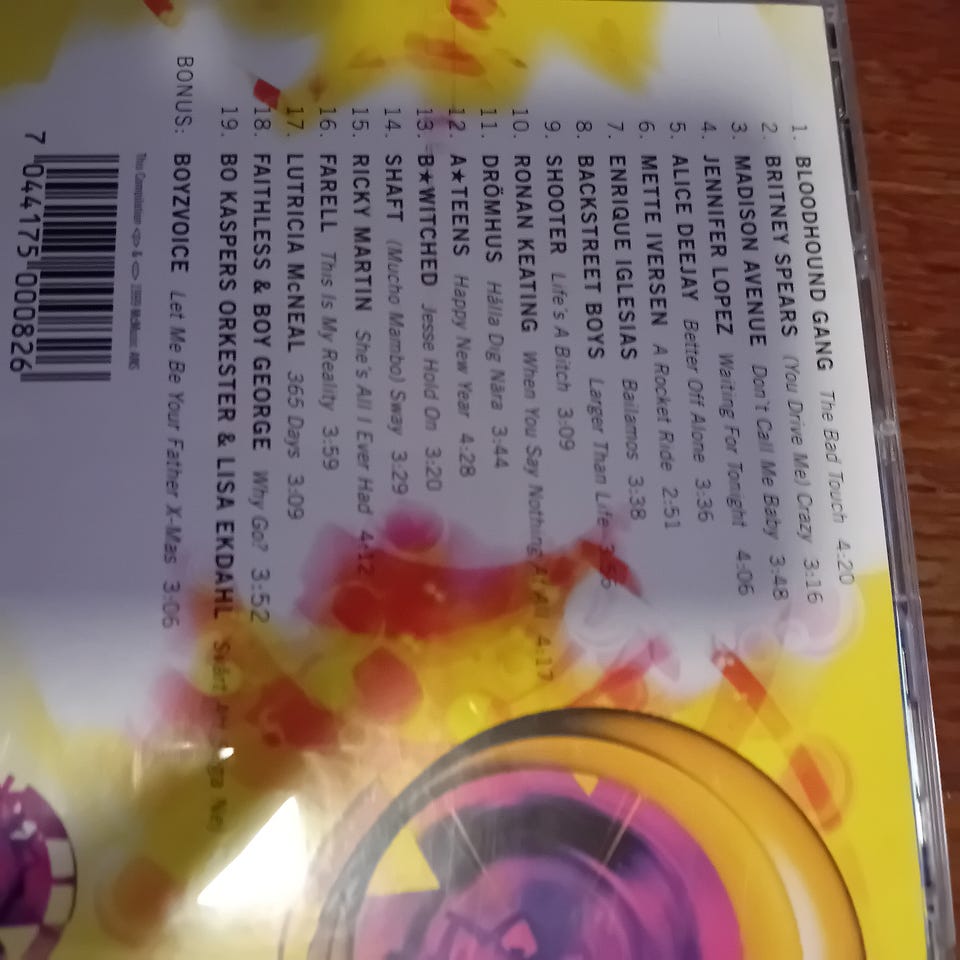 1. BLOODHOUND GANG The Bad Touch 4:20
2. BRITNEY SPEARS (You Drive Me) Crazy 3:16
3. MADISON AVENUE Don't Call Me Baby 3:48
4. JENNIFER LOPEZ Waiting For Tonight 4:06
5. ALICE DEEJAY Better Off Alone 3:36
6. METTE IVERSEN A Rocket Ride 2:51
7. ENRIQUE IGLESIAS Bailamos 3:38
8. BACKSTREET BOYS Larger Than Life 3:56
9. SHOOTER Life's A Bitch 3:09
10. RONAN KEATING When You Say Nothing At All 4:17
11. DRÖMHUS Hålla Dig Nära 3:44
12 A★TEENS Happy New Year 4:28
13. B★WITCHED Jesse Hold On 3:20
14. SHAFT (Mucho Mambo) Sway 3:29
15. RICKY MARTIN She's All I Ever Had 4:12
16. FARELL This Is My Reality 3:59
17. LUTRICIA McNEAL 365 Days 3:09
18. FAITHLESS & BOY GEORGE Why Go? 3:52
19. BO KASPERS ORKESTER & LISA EKDAHL Svårt Att Säga Nej
BONUS: BOYZVOICE Let Me Be Your Father X-Mas 3:06
This Compilation
7 044175 000826